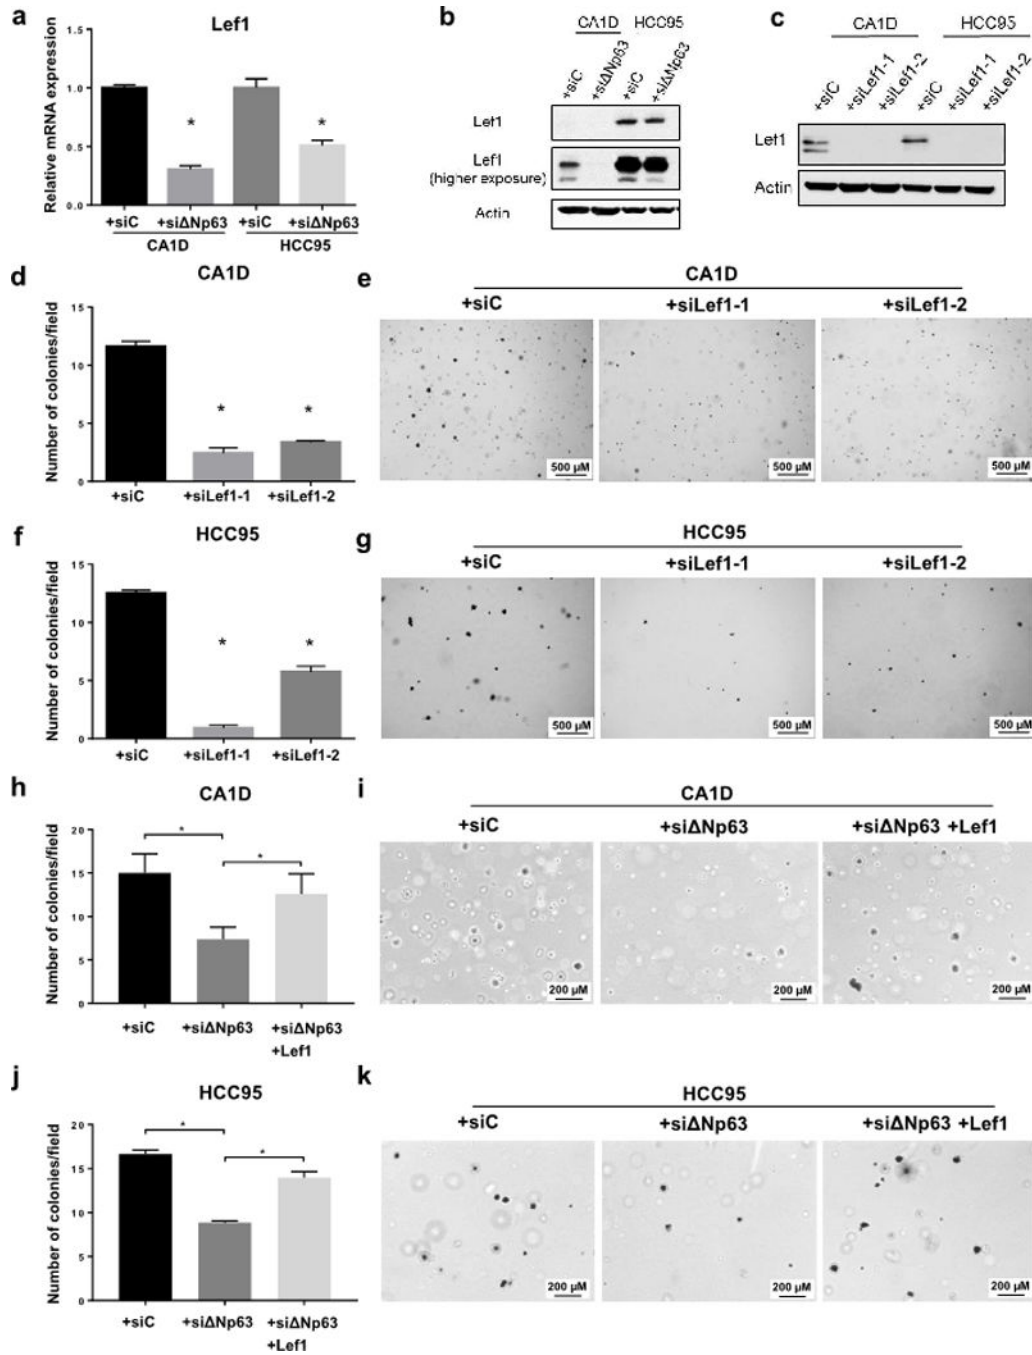 a
Lef1
Relative mRNA expression
1.5
1.0
0.5
0.0
+siC
+siΔNp63
+siC
+siΔNp63
CA1D
HCC95
b
CA1D
HCC95
+siC
+siΔNp63
+siC
+siΔNp63
Let1
Lef1
(higher exposure)
Actin
c
CA1D
HCC95
+siC
+siLef1-1
+siLef1-2
+siC
+siLef1-1
+siLef1-2
Let1
Actin
d
CA1D
Number of colonies/field
15
10
5
0
*
*
+siC
+siLef1-1
+siLef1-2
e
CA1D
+siC
+siLef1-1
+siLef1-2
500 µM
500 µM
500 µM
f
HCC95
Number of colonies/field
15
10
5
0
*
*
+siC
+siLef1-1
+siLef1-2
g
HCC95
+siC
+siLef1-1
+siLef1-2
500 µM
500 µM
500 µM
h
CA1D
Number of colonies/field
20
15
10
5
0
*
*
+siC
+siΔNp63
+siΔNp63
+Lef1
i
CA1D
+siC
+siΔNp63
+siΔNp63 +Lef1
200 µM
200 µM
200 µM
j
HCC95
Number of colonies/field
20
15
10
5
0
*
*
+siC
+siΔNp63
+siΔNp63
+Lef1
k
HCC95
+siC
+siΔNp63
+siΔNp63 +Lef1
200 µM
200 µM
200 µM